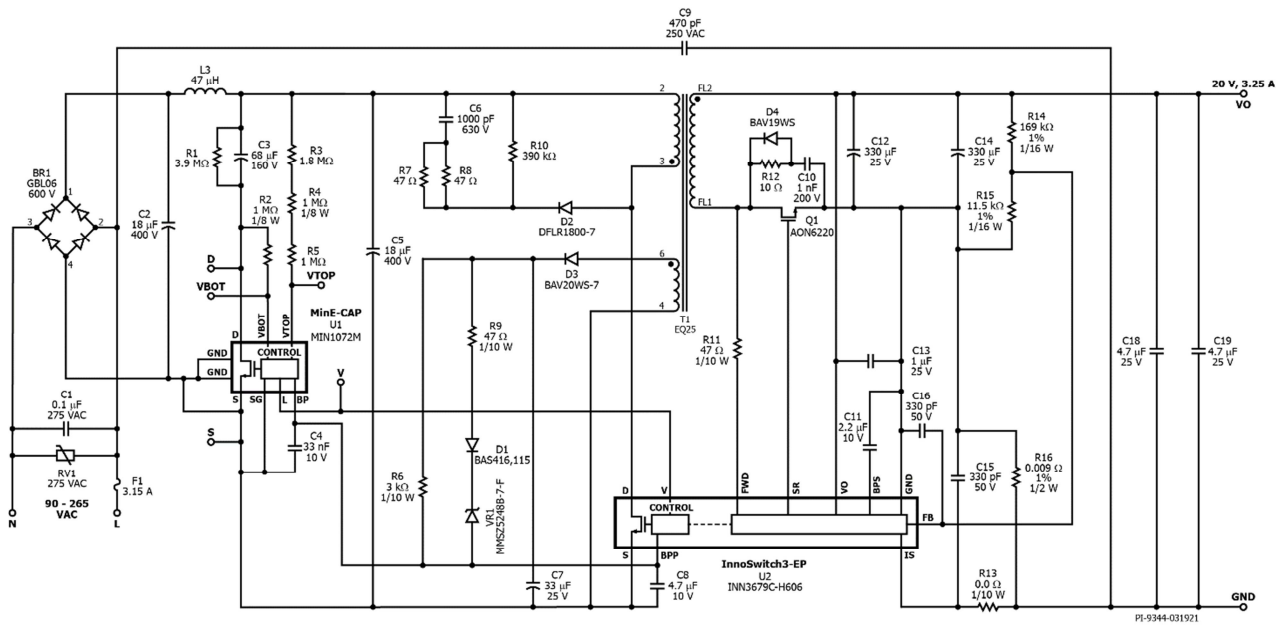 C9
470 pF
250 VAC
L3
47 μH
2
FL2
20 V, 3.25 A
VO
C6
1000 pF
630 V
D4
BAV19WS
R14
169 kΩ
1%
1/16 W
R1
3.9 MΩ
C3
68 μF
160 V
R3
1.8 MΩ
R10
390 kΩ
C12
330 μF
25 V
C14
330 μF
25 V
BR1
GBL06
600 V
1
2
3
4
R7
47 Ω
R8
47 Ω
3
R12
10 Ω
C10
1 nF
200 V
R2
1 MΩ
1/8 W
R4
1 MΩ
1/8 W
R15
11.5 kΩ
1%
1/16 W
C2
18 μF
400 V
D2
DFLR1800-7
FL1
Q1
AON6220
C5
18 μF
400 V
R5
1 MΩ
D
VTOP
VBOT
6
D3
BAV20WS-7
4
T1
EQ25
MinE-CAP
U1
MIN1072M
D
VBOT
VTOP
CONTROL
GND
GND
S
SG
L
BP
R9
47 Ω
1/10 W
R11
47 Ω
1/10 W
C13
1 μF
25 V
C18
4.7 μF
25 V
C19
4.7 μF
25 V
V
C1
0.1 μF
275 VAC
C16
330 pF
50 V
C11
2.2 μF
10 V
S
C4
33 nF
10 V
D1
BAS416,115
RV1
275 VAC
F1
3.15 A
90 - 265
VAC
N
L
R6
3 kΩ
1/10 W
VR1
MMSZ5248B-7-F
C15
330 pF
50 V
R16
0.009 Ω
1%
1/2 W
D
V
FWD
SR
VO
BPS
GND
CONTROL
FB
S
BPP
IS
InnoSwitch3-EP
U2
INN3679C-H606
C7
33 μF
25 V
C8
4.7 μF
10 V
R13
0.0 Ω
1/10 W
GND
PI-9344-031921